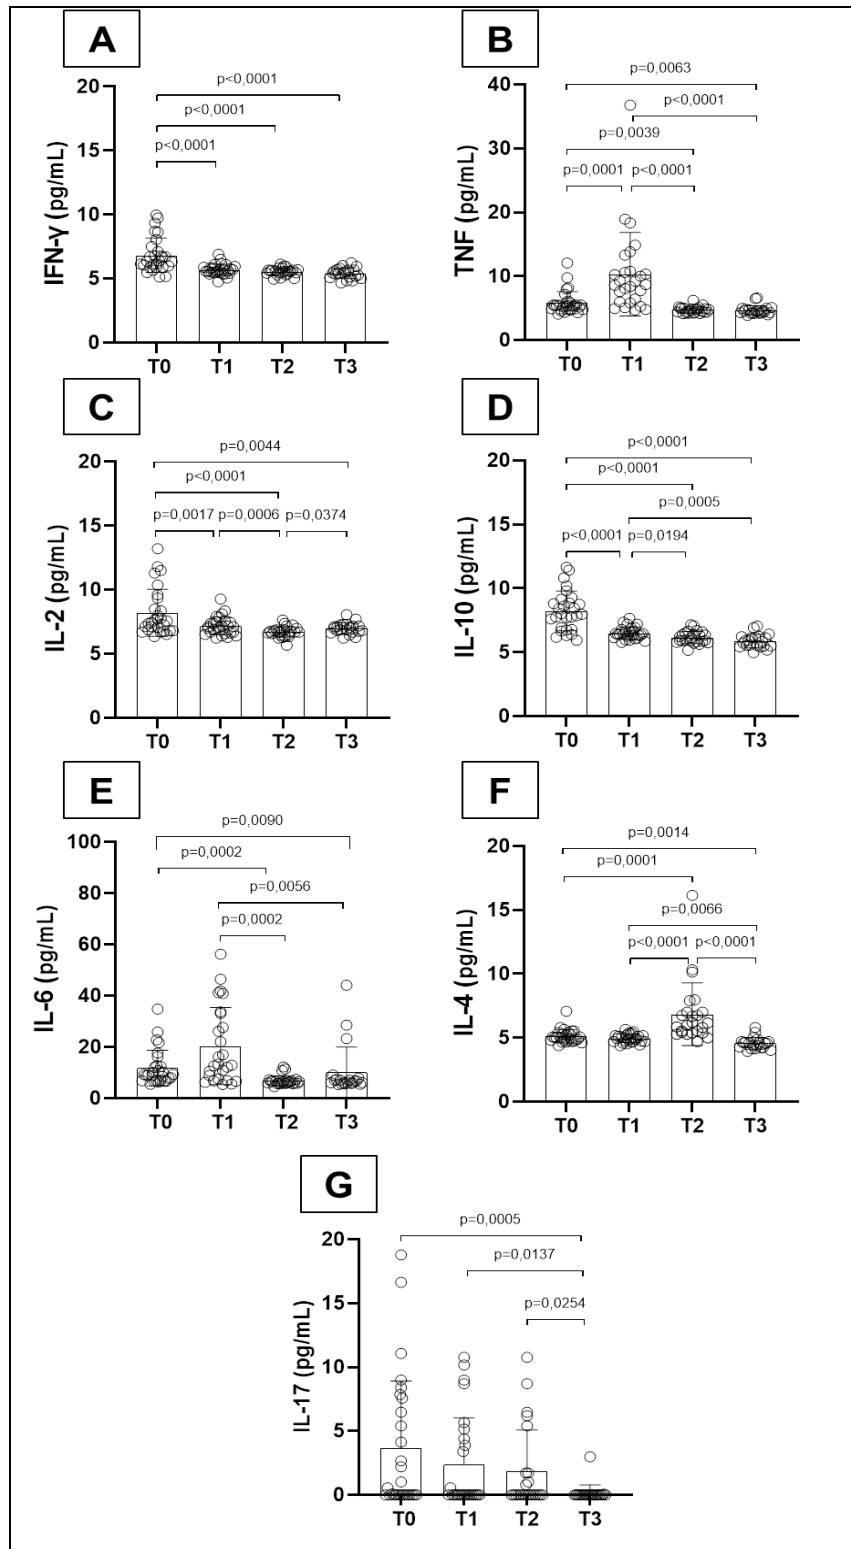 A
IFN-γ (pg/mL)
20
15
10
5
0
p<0,0001
p<0,0001
p<0,0001
T0 T1 T2 T3
B
TNF (pg/mL)
40
30
20
10
0
p=0,0063
p<0,0001
p=0,0039
p=0,0001 p<0,0001
T0 T1 T2 T3
C
IL-2 (pg/mL)
20
15
10
5
0
p=0,0044
p<0,0001
p=0,0017 p=0,0006 p=0,0374
T0 T1 T2 T3
D
IL-10 (pg/mL)
20
15
10
5
0
p<0,0001
p<0,0001
p=0,0005
p<0,0001 p=0,0194
T0 T1 T2 T3
E
IL-6 (pg/mL)
100
80
60
40
20
0
p=0,0090
p=0,0002
p=0,0056
p=0,0002
T0 T1 T2 T3
F
IL-4 (pg/mL)
20
15
10
5
0
p=0,0014
p=0,0001
p=0,0066
p<0,0001 p<0,0001
T0 T1 T2 T3
G
IL-17 (pg/mL)
20
15
10
5
0
p=0,0005
p=0,0137
p=0,0254
T0 T1 T2 T3